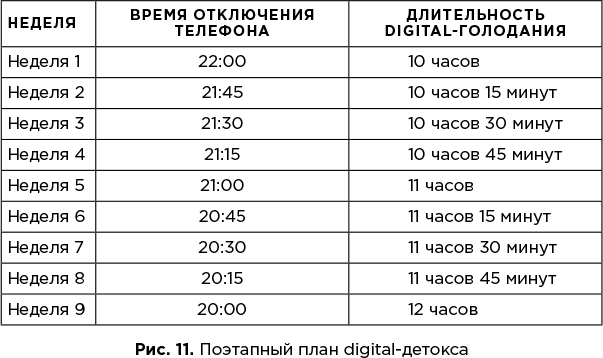 НЕДЕЛЯ ВРЕМЯ ОТКЛЮЧЕНИЯ ТЕЛЕФОНА ДЛИТЕЛЬНОСТЬ DIGITAL-ГОЛОДАНИЯ
Неделя 1 22:00 10 часов
Неделя 2 21:45 10 часов 15 минут
Неделя 3 21:30 10 часов 30 минут
Неделя 4 21:15 10 часов 45 минут
Неделя 5 21:00 11 часов
Неделя 6 20:45 11 часов 15 минут
Неделя 7 20:30 11 часов 30 минут
Неделя 8 20:15 11 часов 45 минут
Неделя 9 20:00 12 часов
Рис. 11. Поэтапный план digital-детокса